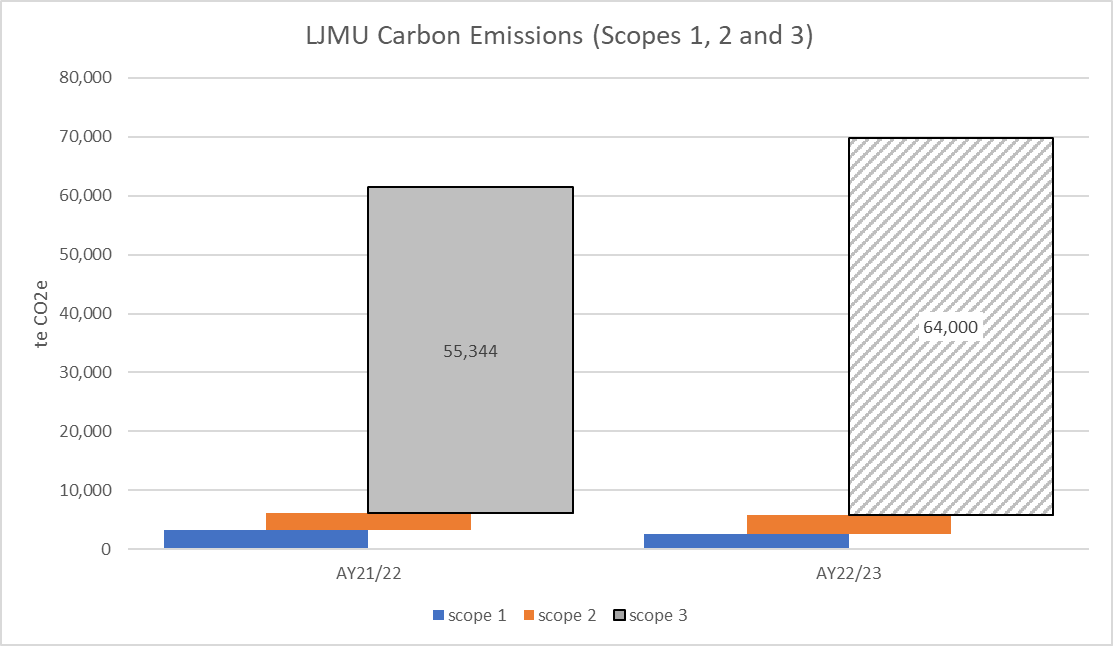 LJMU Carbon Emissions (Scopes 1, 2 and 3)
80,000
70,000
60,000
50,000
40,000
30,000
20,000
10,000
0
te CO2e
55,344
64,000
AY21/22
AY22/23
scope 1
scope 2
scope 3